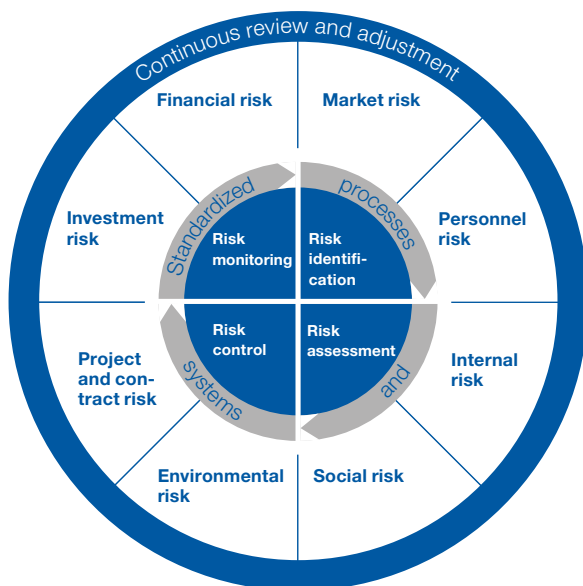 Continuous review and adjustment
Financial risk
Market risk
Investment
risk
Standardized
processes
Personnel
risk
Risk
monitoring
Risk
identifi-
cation
Risk
control
Risk
assessment
Project
and con-
tract risk
systems
and
Internal
risk
Environmental
risk
Social risk